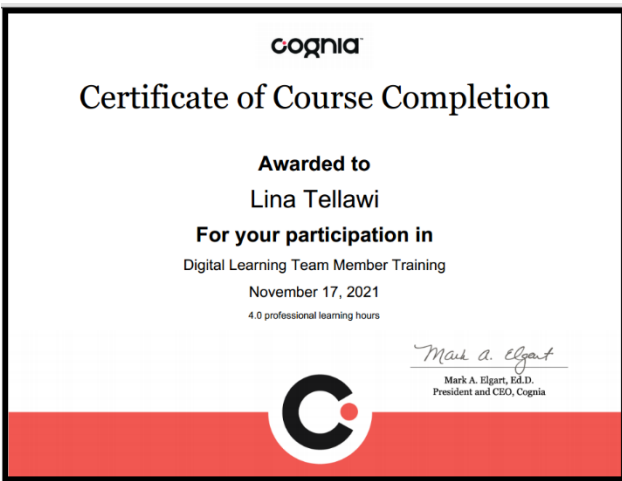 cognia
Certificate of Course Completion
Awarded to
Lina Tellawi
For your participation in
Digital Learning Team Member Training
November 17, 2021
4.0 professional learning hours
Mark A. Elgart
Mark A. Elgart, Ed.D.
President and CEO, Cognia